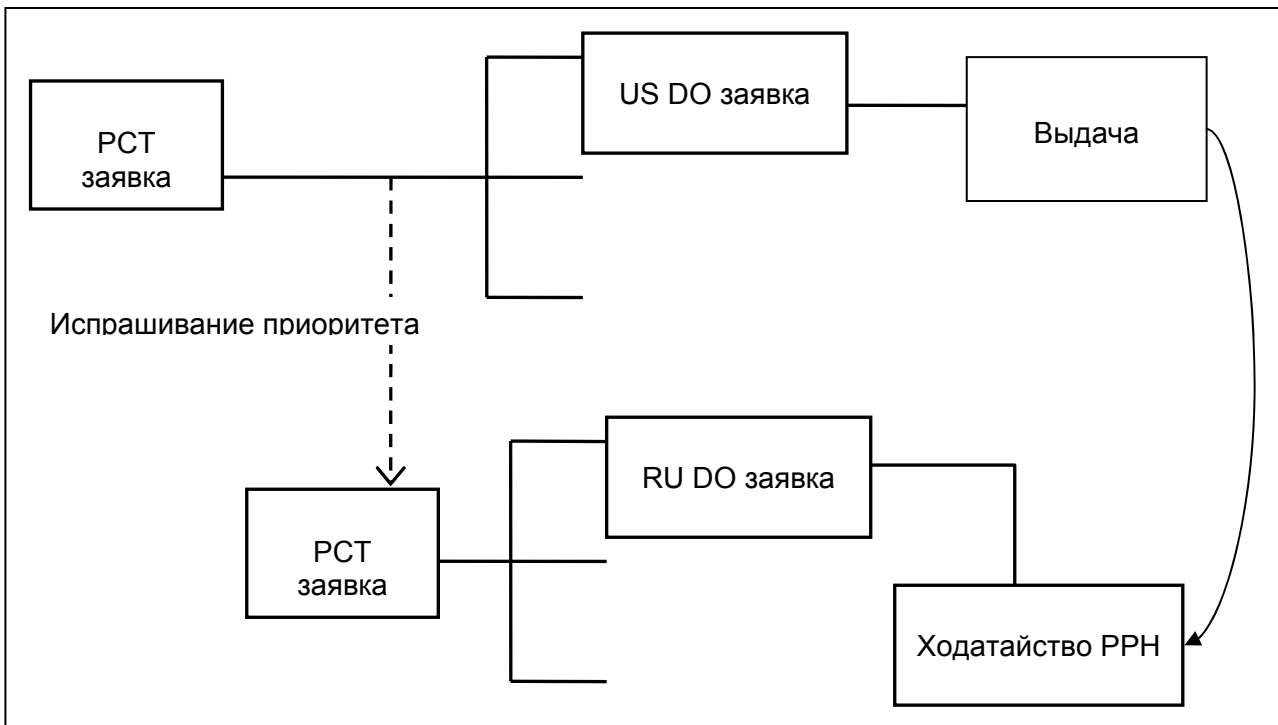 US DO заявка
PCT
заявка
Выдача
Испрашивание приоритета
RU DO заявка
PCT
заявка
Ходатайство PPH